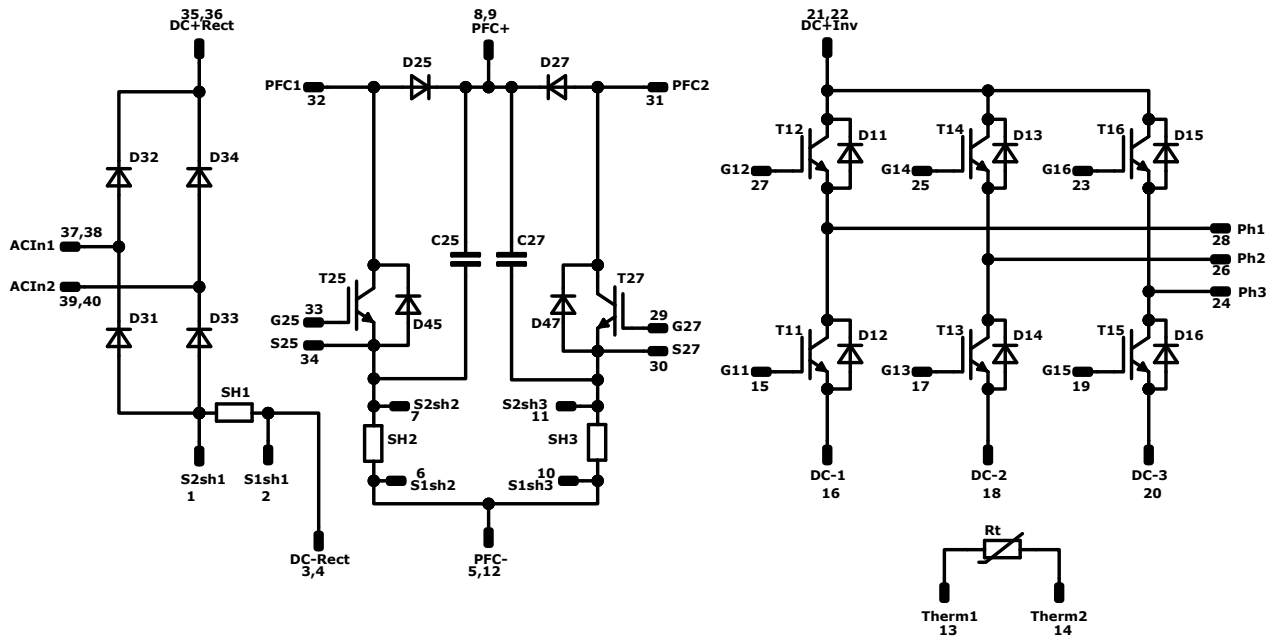 35,36
DC+Rect
D32
D34
37,38
ACIn1
ACIn2
39,40
D31
D33
SH1
S2sh1
1
S1sh1
2
DC-Rect
3,4
8,9
PFC+
D25
D27
PFC1
32
PFC2
31
C25
C27
T25
T27
33
G25
D45
D47
29
G27
S25
34
S27
30
S2sh2
7
S2sh3
11
SH2
SH3
6
S1sh2
10
S1sh3
PFC-
5,12
21,22
DC+Inv
T12
D11
T14
D13
T16
D15
G12
27
G14
25
G16
23
Ph1
28
Ph2
26
Ph3
24
T11
D12
T13
D14
T15
D16
G11
15
G13
17
G15
19
DC-1
16
DC-2
18
DC-3
20
Rt
Therm1
13
Therm2
14